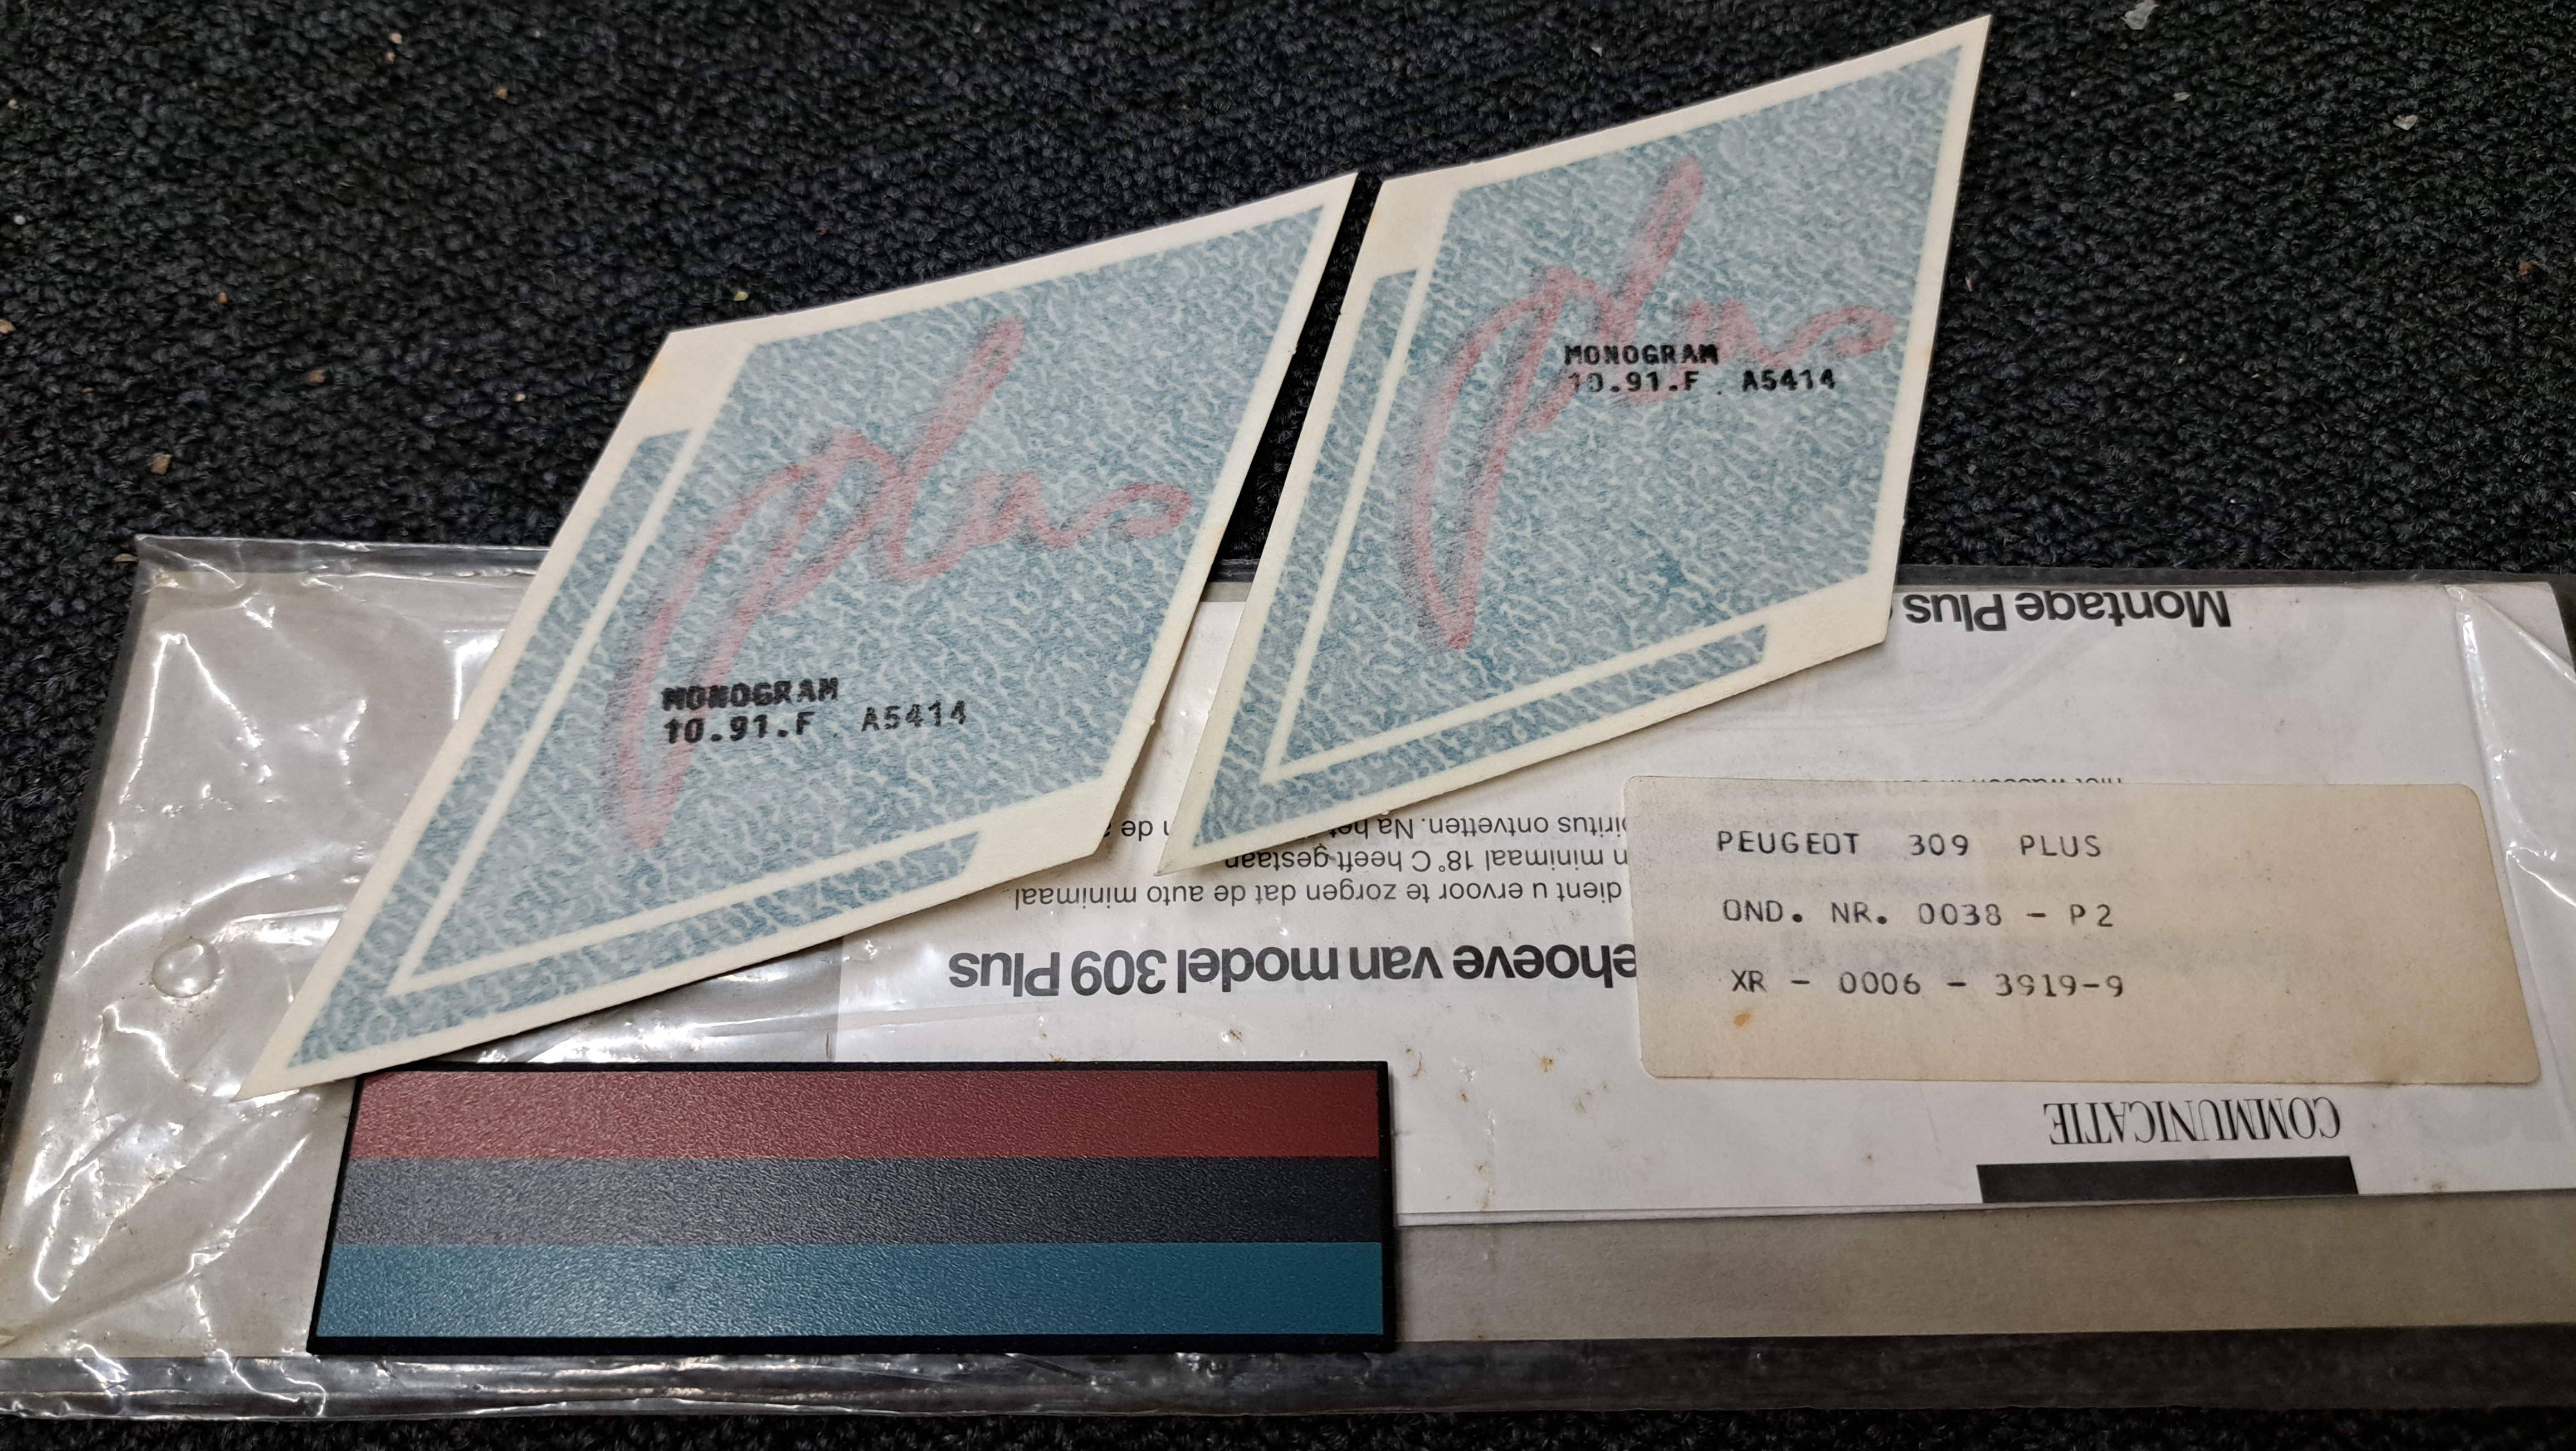 plus
MONOGRAM
10.91.F A5414
plus
MONOGRAM
10.91.F A5414
PEUGEOT 309 PLUS
OND. NR. 0038 - P2
XR - 0006 - 3919-9
COMMUNICATIE
ehoeve van model 309 Plus
dient u ervoor te zorgen dat de auto minimaal
minimaal 18°C heeft gestaan
ontvetten. Na het de
Montage Plus